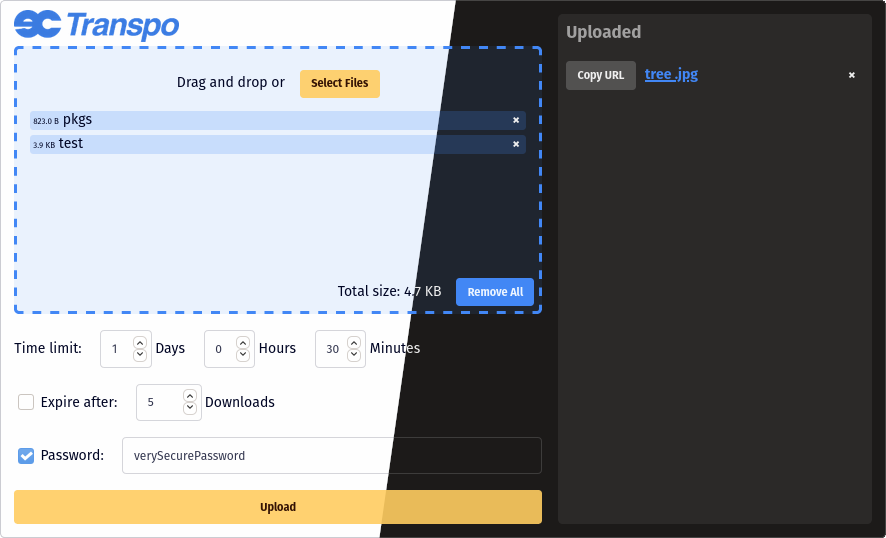 ec Transpo
Drag and drop or Select Files
823.0 B pkgs
3.9 KB test
Total size: 4.7 KB Remove All
Time limit: 1 Days 0 Hours 30 Minutes
Expire after: 5 Downloads
Password: verySecurePassword
Upload
Uploaded
Copy URL tree .jpg